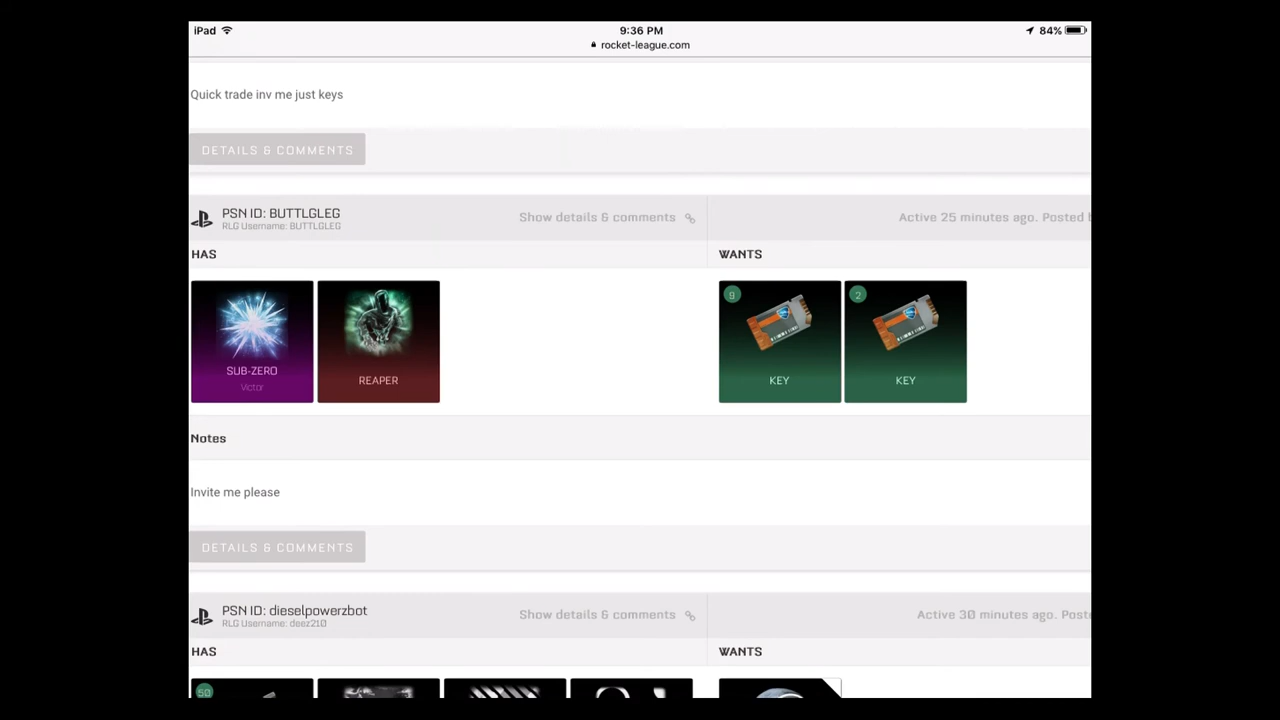 iPad
9:36 PM
84%
rocket-league.com
Quick trade inv me just keys
DETAILS & COMMENTS
PSN ID: BUTTLGLEG
RLG Username: BUTTLGLEG
Show details & comments
Active 25 minutes ago. Posted
HAS
WANTS
SUB-ZERO
Victor
REAPER
9
KEY
2
KEY
Notes
Invite me please
DETAILS & COMMENTS
PSN ID: dieselpowerzbot
RLG Username: deez210
Show details & comments
Active 30 minutes ago.
HAS
WANTS
50